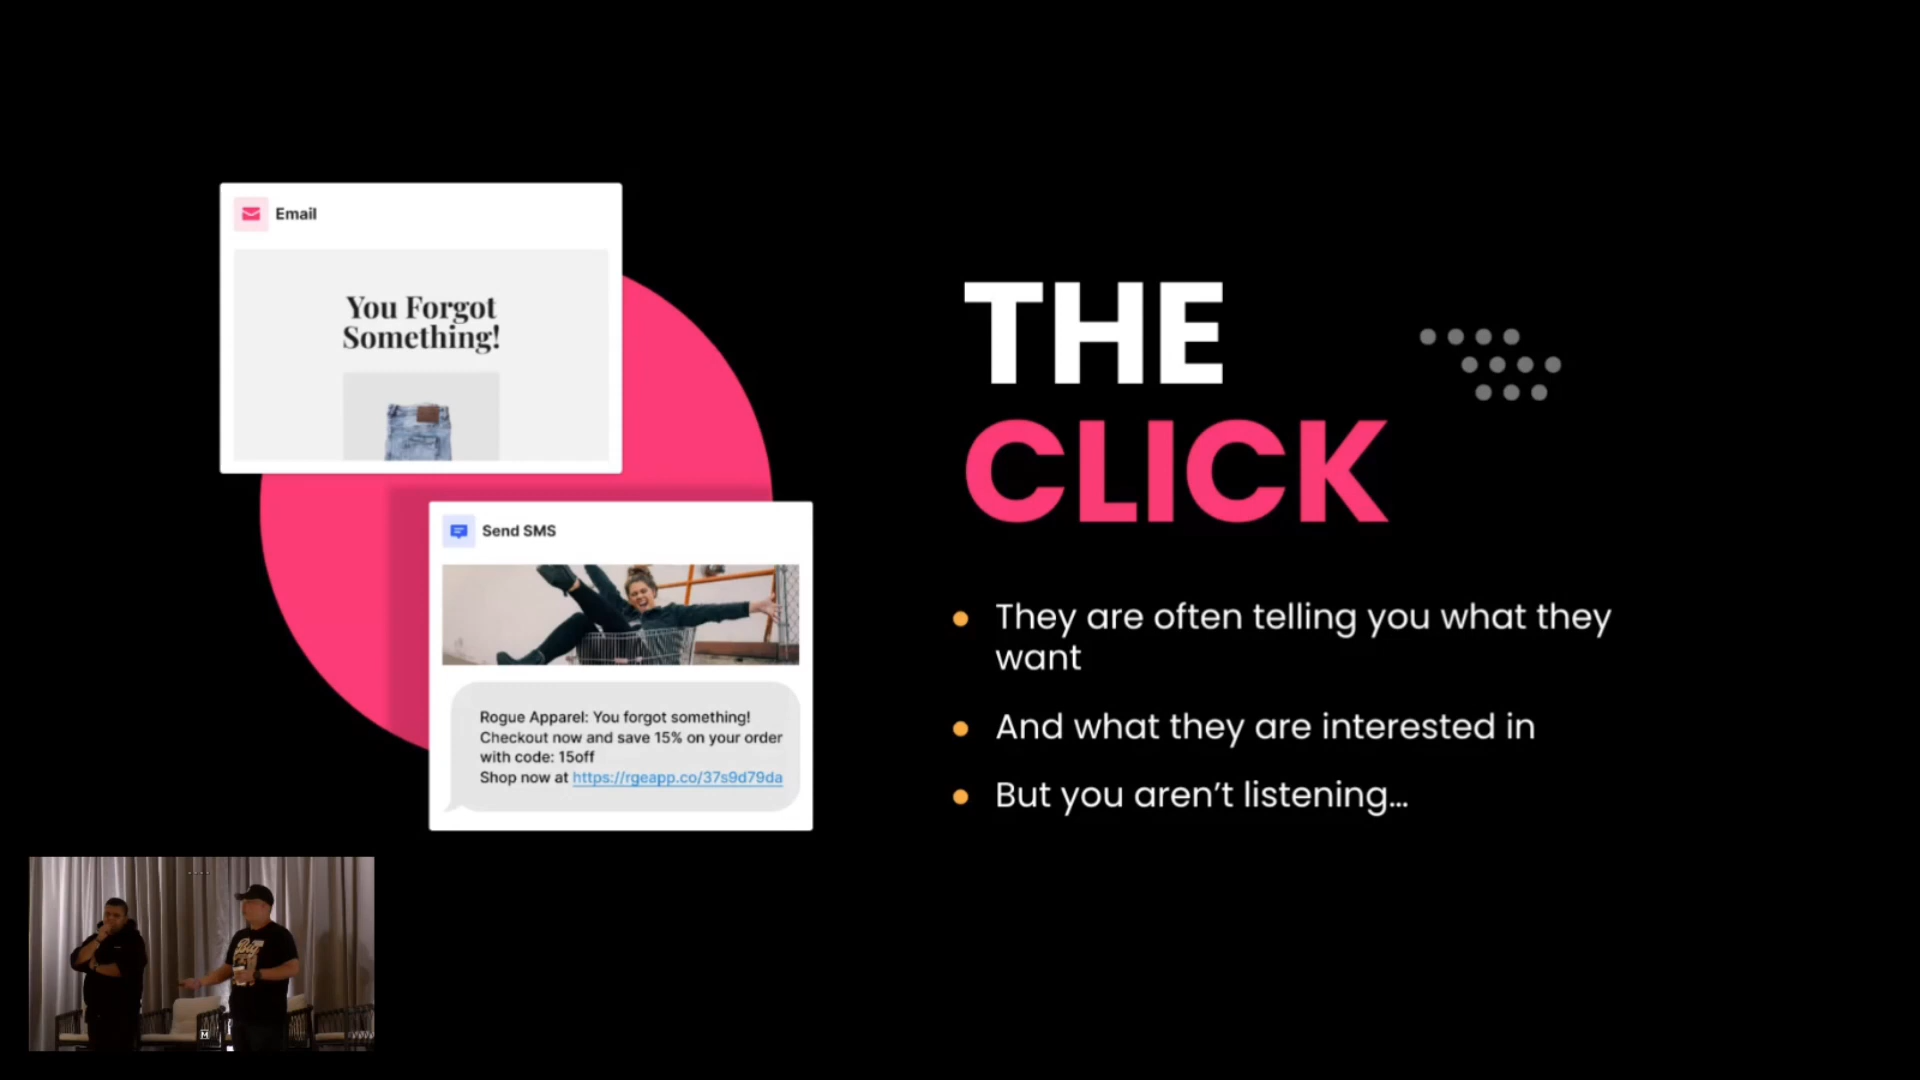 Email
You Forgot
Something!
Send SMS
Rogue Apparel: You forgot something!
Checkout now and save 15% on your order
with code: 15off
Shop now at https://rgeapp.co/37s9d79da
THE
CLICK
They are often telling you what they
want
And what they are interested in
But you aren’t listening...
M